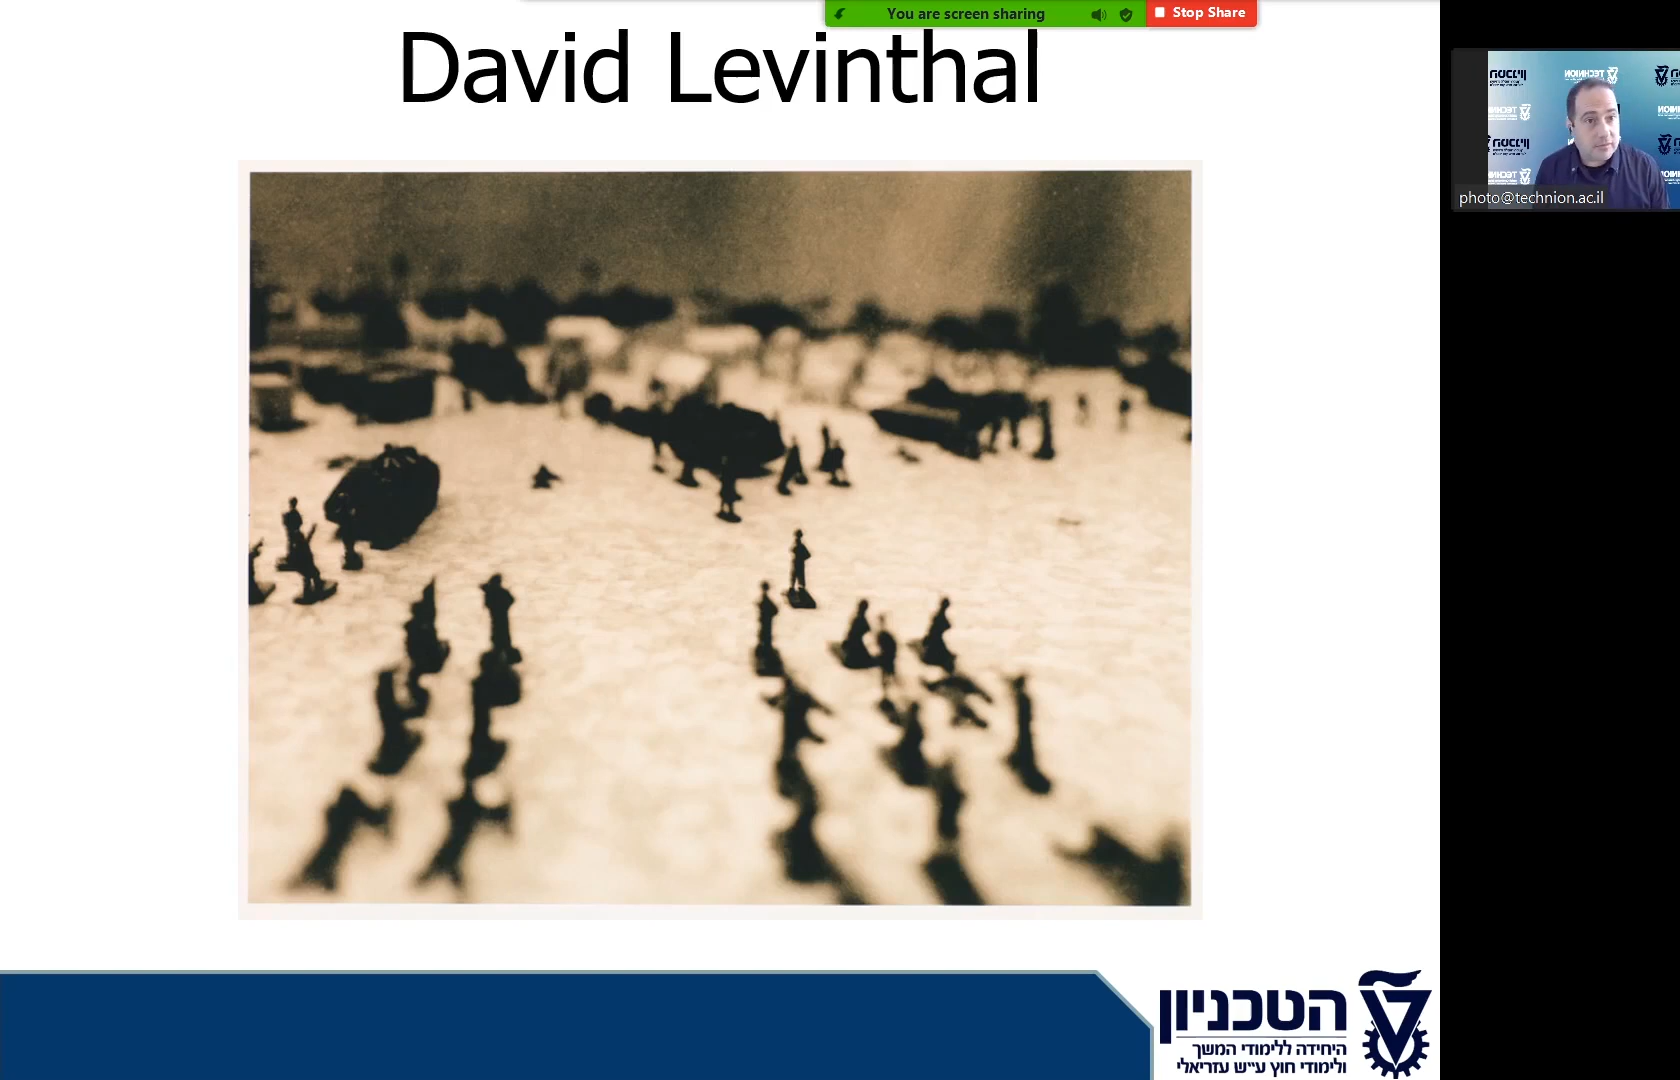 You are screen sharing
Stop Share
David Levinthal
photo@technion.ac.il
הטכניון
היחידה ללימודי המשך
ולימודי חוץ ע״ש עזריאלי